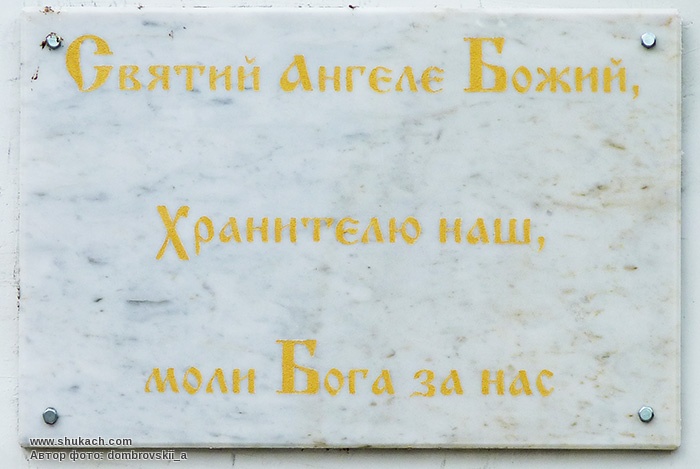 Святий Ангеле Божий,
Хранителю наш,
моли Бога за нас
www.shukach.com
Автор фото: dombrovskii_a